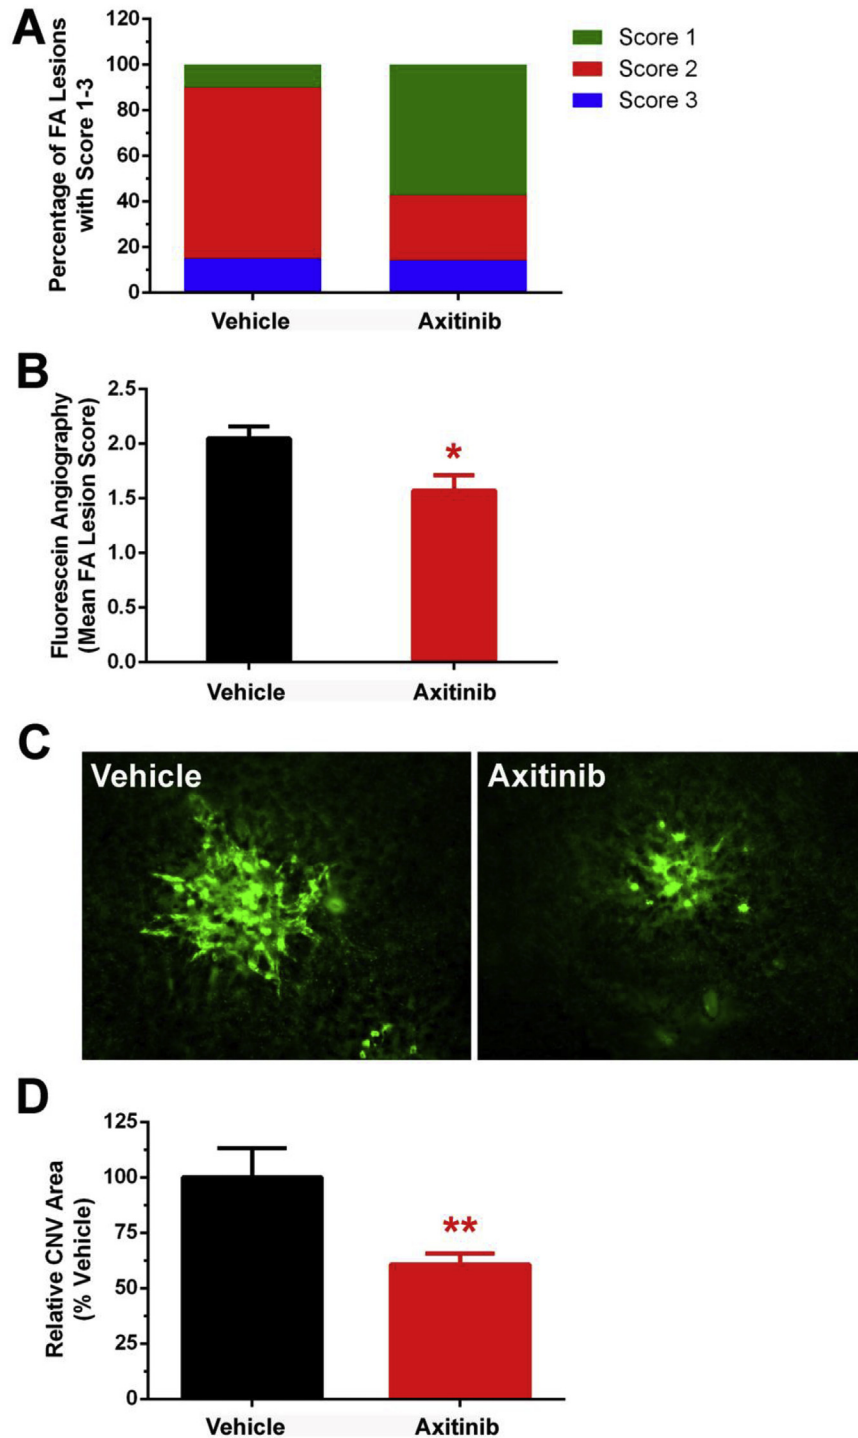 A
Percentage of FA Lesions
with Score 1-3
120
100
80
60
40
20
0
Vehicle
Axitinib
Score 1
Score 2
Score 3
B
Fluorescein Angiography
(Mean FA Lesion Score)
2.5
2.0
1.5
1.0
0.5
0.0
*
Vehicle
Axitinib
C
Vehicle
Axitinib
D
Relative CNV Area
(% Vehicle)
125
100
75
50
25
0
**
Vehicle
Axitinib